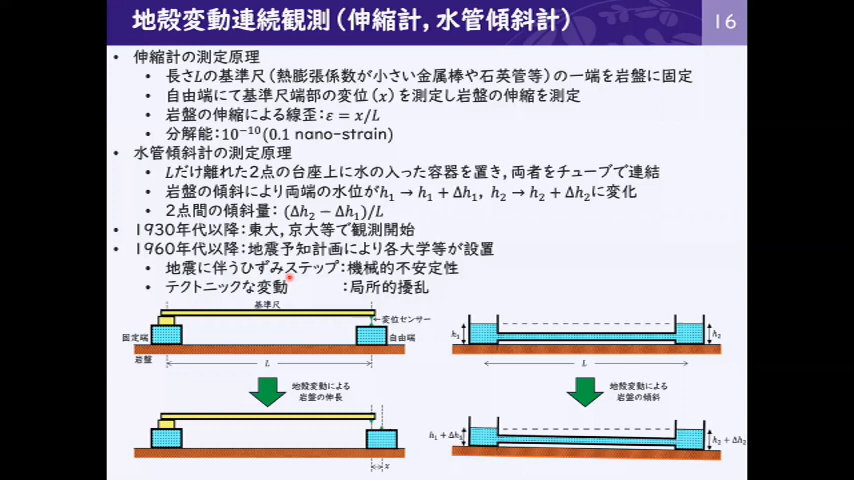 地殻変動連続観測(伸縮計,水管傾斜計)
16
• 伸縮計の測定原理
• 長さLの基準尺(熱膨張係数が小さい金属棒や石英管等)の一端を岩盤に固定
• 自由端にて基準尺端部の変位(x)を測定し岩盤の伸縮を測定
• 岩盤の伸縮による線歪:ε = x/L
• 分解能:10⁻¹⁰(0.1 nano-strain)
• 水管傾斜計の測定原理
• Lだけ離れた2点の台座上に水の入った容器を置き,両者をチューブで連結
• 岩盤の傾斜により両端の水位がh₁ → h₁ + Δh₁, h₂ → h₂ + Δh₂に変化
• 2点間の傾斜量: (Δh₂ − Δh₁)/L
• 1930年代以降:東大,京大等で観測開始
• 1960年代以降:地震予知計画により各大学等が設置
• 地震に伴うひずみステップ:機械的不安定性
• テクトニックな変動 :局所的擾乱
基準尺
変位センサー
固定端
自由端
岩盤
L
h₁
h₂
L
地殻変動による
岩盤の伸長
地殻変動による
岩盤の傾斜
x
h₁ + Δh₁
h₂ + Δh₂